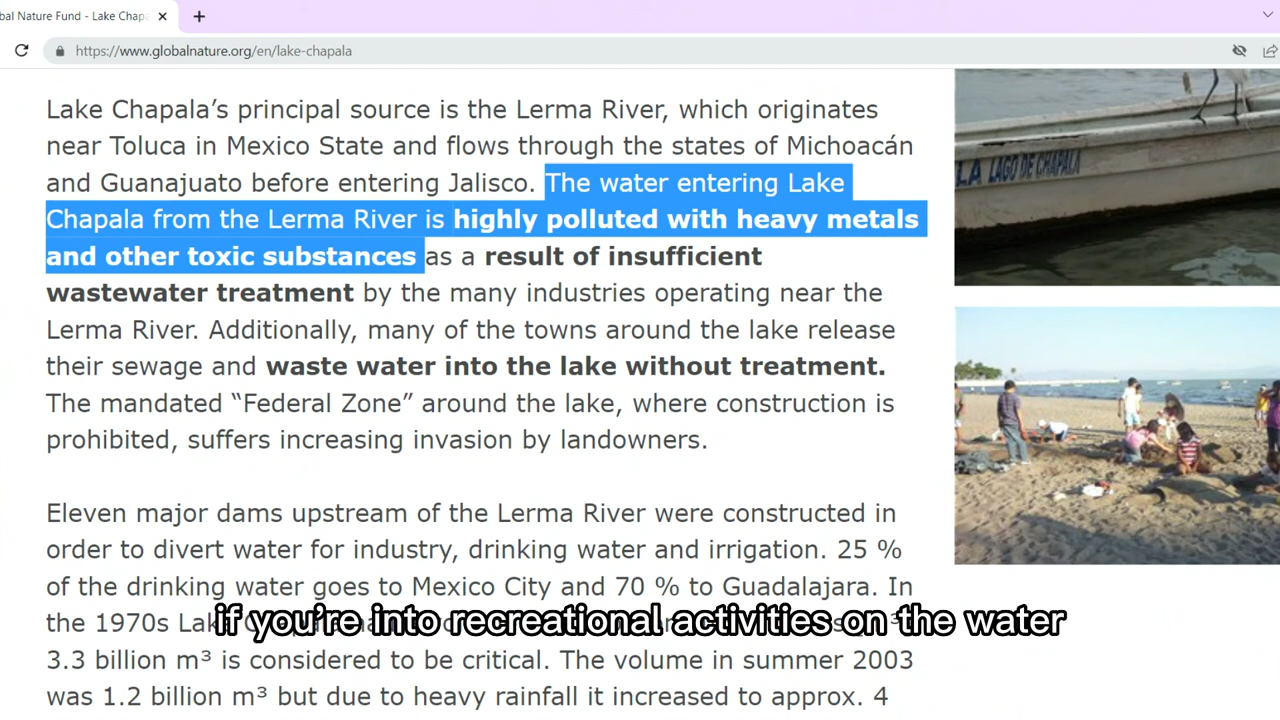 bal Nature Fund - Lake Chapa
https://www.globalnature.org/en/lake-chapala
Lake Chapala's principal source is the Lerma River, which originates
near Toluca in Mexico State and flows through the states of Michoacán
and Guanajuato before entering Jalisco. The water entering Lake
Chapala from the Lerma River is highly polluted with heavy metals
and other toxic substances as a result of insufficient
wastewater treatment by the many industries operating near the
Lerma River. Additionally, many of the towns around the lake release
their sewage and waste water into the lake without treatment.
The mandated “Federal Zone” around the lake, where construction is
prohibited, suffers increasing invasion by landowners.
Eleven major dams upstream of the Lerma River were constructed in
order to divert water for industry, drinking water and irrigation. 25 %
of the drinking water goes to Mexico City and 70 % to Guadalajara. In
the 1970s
if you're into recreational activities on the water
3.3 billion m³ is considered to be critical. The volume in summer 2003
was 1.2 billion m³ but due to heavy rainfall it increased to approx. 4
LA LAGO DE CHAPALA